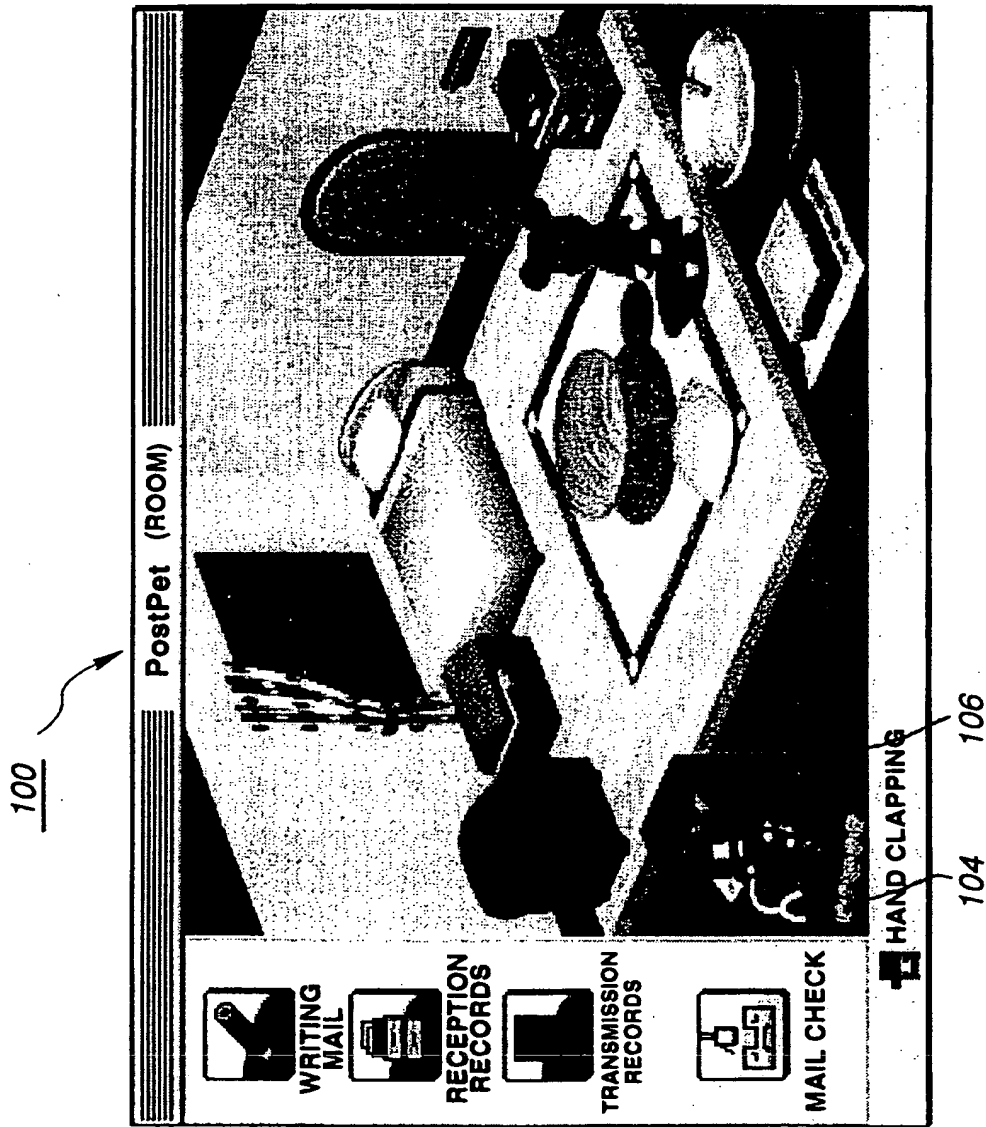 100
PostPet (ROOM)
WRITING
MAIL
RECEPTION
RECORDS
TRANSMISSION
RECORDS
MAIL CHECK
HAND CLAPPING
104
106